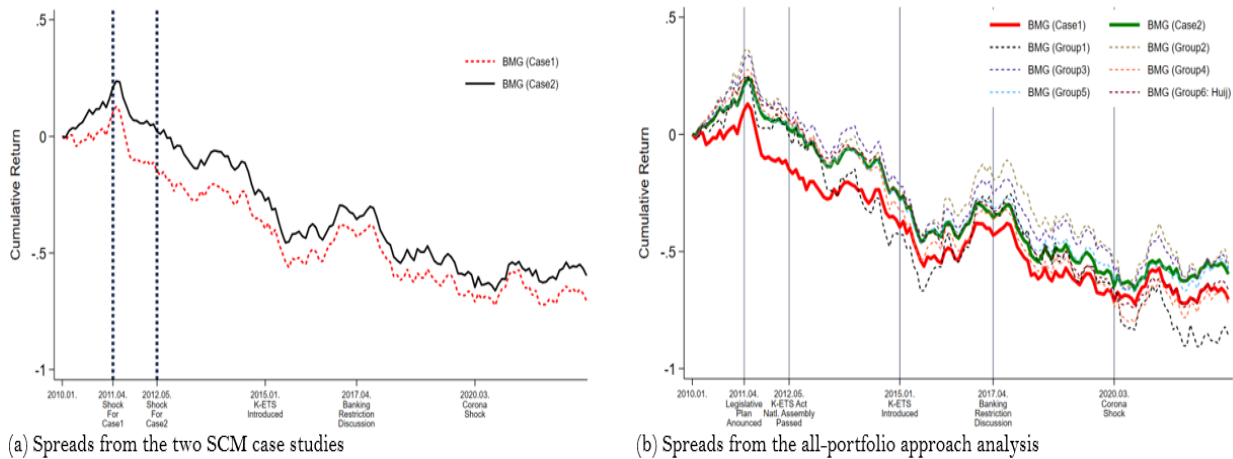 .5
0
-.5
-1
Cumulative Return
BMG (Case1)
BMG (Case2)
2010.01.
2011.04.
Shock
For
Case1
2012.05.
Shock
For
Case2
2015.01.
K-ETS
Introduced
2017.04.
Banking
Restriction
Discussion
2020.03.
Corona
Shock
(a) Spreads from the two SCM case studies
.5
0
-.5
-1
Cumulative Return
BMG (Case1)
BMG (Case2)
BMG (Group1)
BMG (Group2)
BMG (Group3)
BMG (Group4)
BMG (Group5)
BMG (Group6: Huij)
2010.01.
2011.04.
Legislative
Plan
Anounced
2012.05.
K-ETS Act
Natl. Assembly
Passed
2015.01.
K-ETS
Introduced
2017.04.
Banking
Restriction
Discussion
2020.03.
Corona
Shock
(b) Spreads from the all-portfolio approach analysis